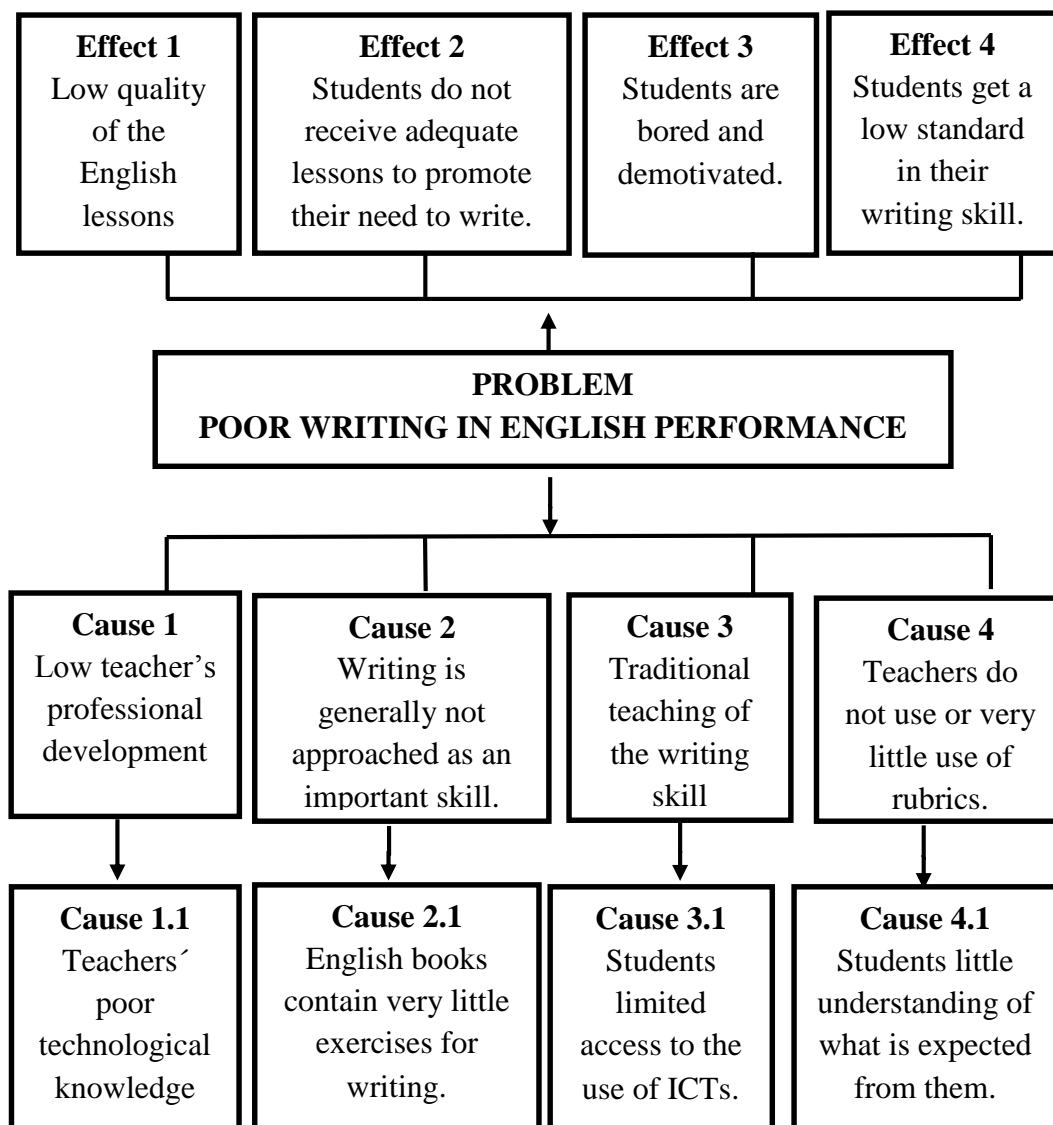 Effect 1
Low quality
of the
English
lessons
Effect 2
Students do not
receive adequate
lessons to promote
their need to write.
Effect 3
Students are
bored and
demotivated.
Effect 4
Students get a
low standard
in their
writing skill.
PROBLEM
POOR WRITING IN ENGLISH PERFORMANCE
Cause 1
Low teacher’s
professional
development
Cause 2
Writing is
generally not
approached as an
important skill.
Cause 3
Traditional
teaching of
the writing
skill
Cause 4
Teachers do
not use or very
little use of
rubrics.
Cause 1.1
Teachers´
poor
technological
knowledge
Cause 2.1
English books
contain very little
exercises for
writing.
Cause 3.1
Students
limited
access to the
use of ICTs.
Cause 4.1
Students little
understanding of
what is expected
from them.